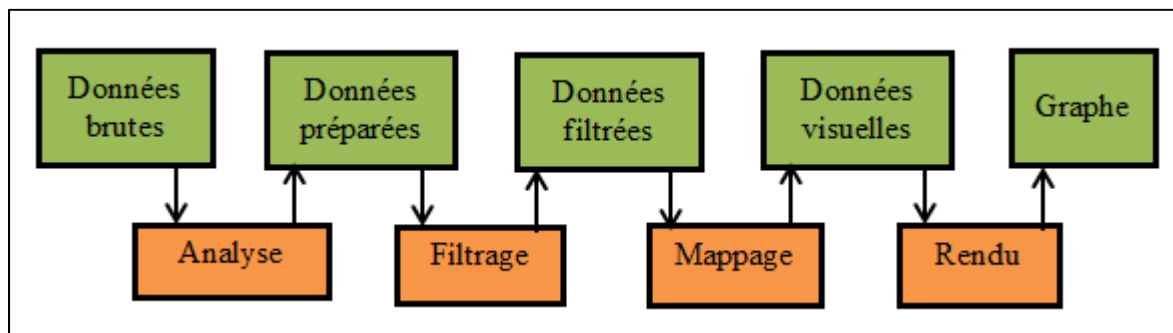 Données
brutes
Données
préparées
Données
filtrées
Données
visuelles
Graphe
Analyse
Filtrage
Mappage
Rendu